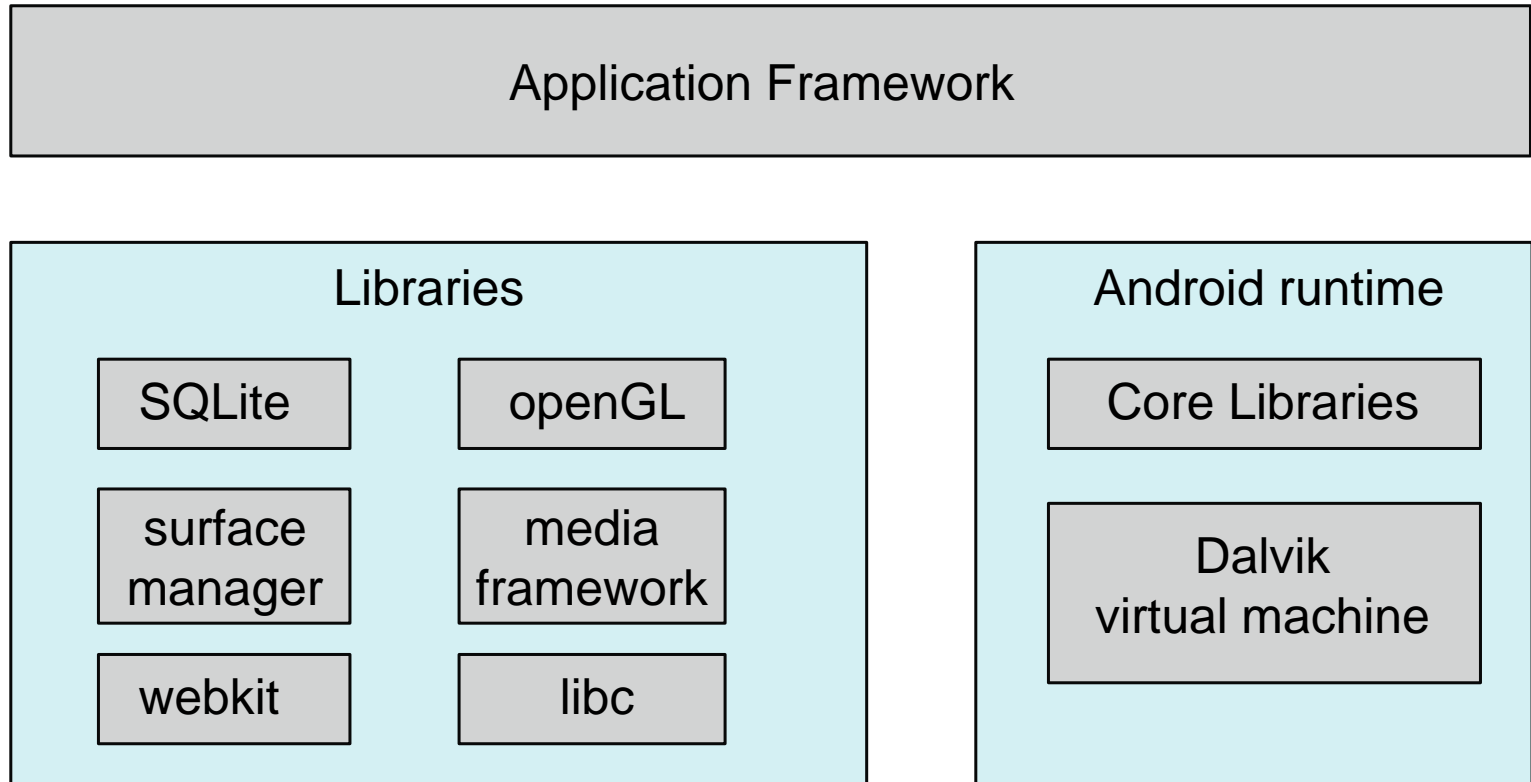 Application Framework
Libraries
SQLite
openGL
surface
manager
media
framework
webkit
libc
Android runtime
Core Libraries
Dalvik
virtual machine